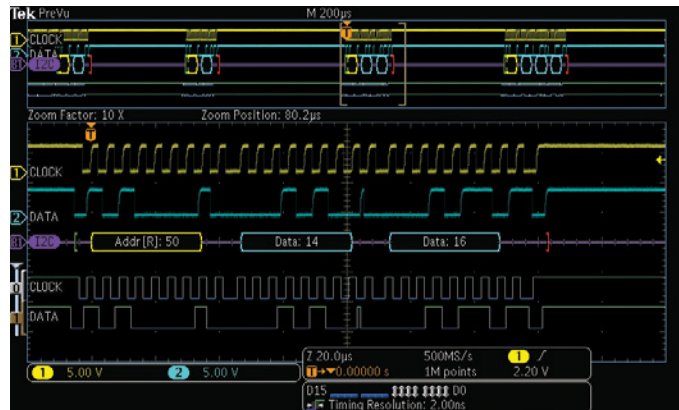 Tek PreVu M 200µs
T
1 CLOCK
2 DATA
B1 I2C
Zoom Factor: 10 X Zoom Position: 80.2µs
T
1 CLOCK
2 DATA
B1 I2C [ Addr[R]: 50 Data: 14 Data: 16 ]
CLOCK
DATA
1 5.00 V 2 5.00 V
Z 20.0µs 500MS/s 1 /
T→▼0.00000 s 1M points 2.20 V
D15 D0
Timing Resolution: 2.00ns